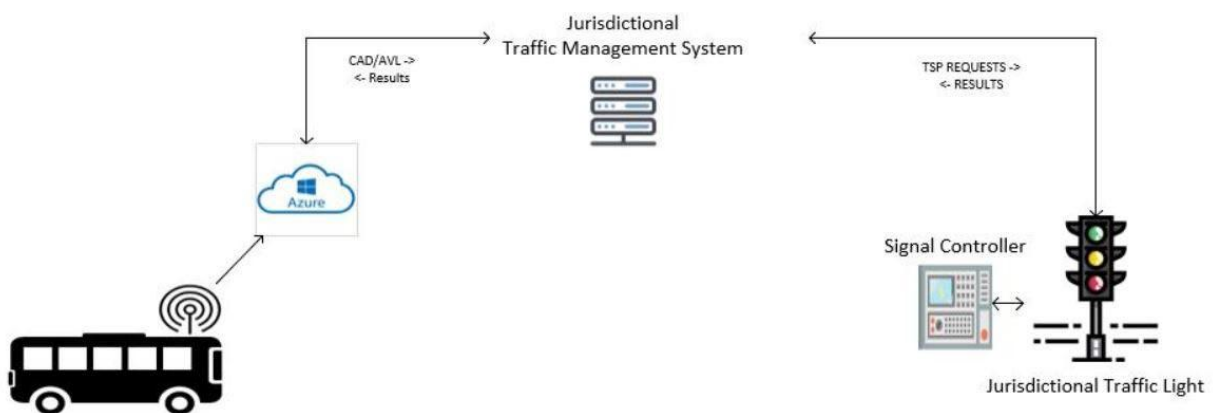 Jurisdictional
Traffic Management System
CAD/AVL ->
<- Results
TSP REQUESTS ->
<- RESULTS
Azure
Signal Controller
Jurisdictional Traffic Light